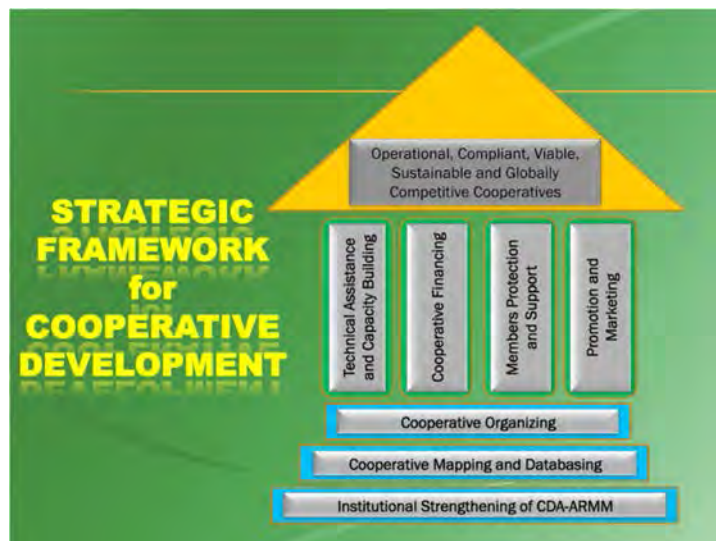 STRATEGIC
FRAMEWORK
for
COOPERATIVE
DEVELOPMENT
Operational, Compliant, Viable,
Sustainable and Globally
Competitive Cooperatives
Technical Assistance
and Capacity Building
Cooperative Financing
Members Protection
and Support
Promotion and
Marketing
Cooperative Organizing
Cooperative Mapping and Databasing
Institutional Strengthening of CDA-ARMM